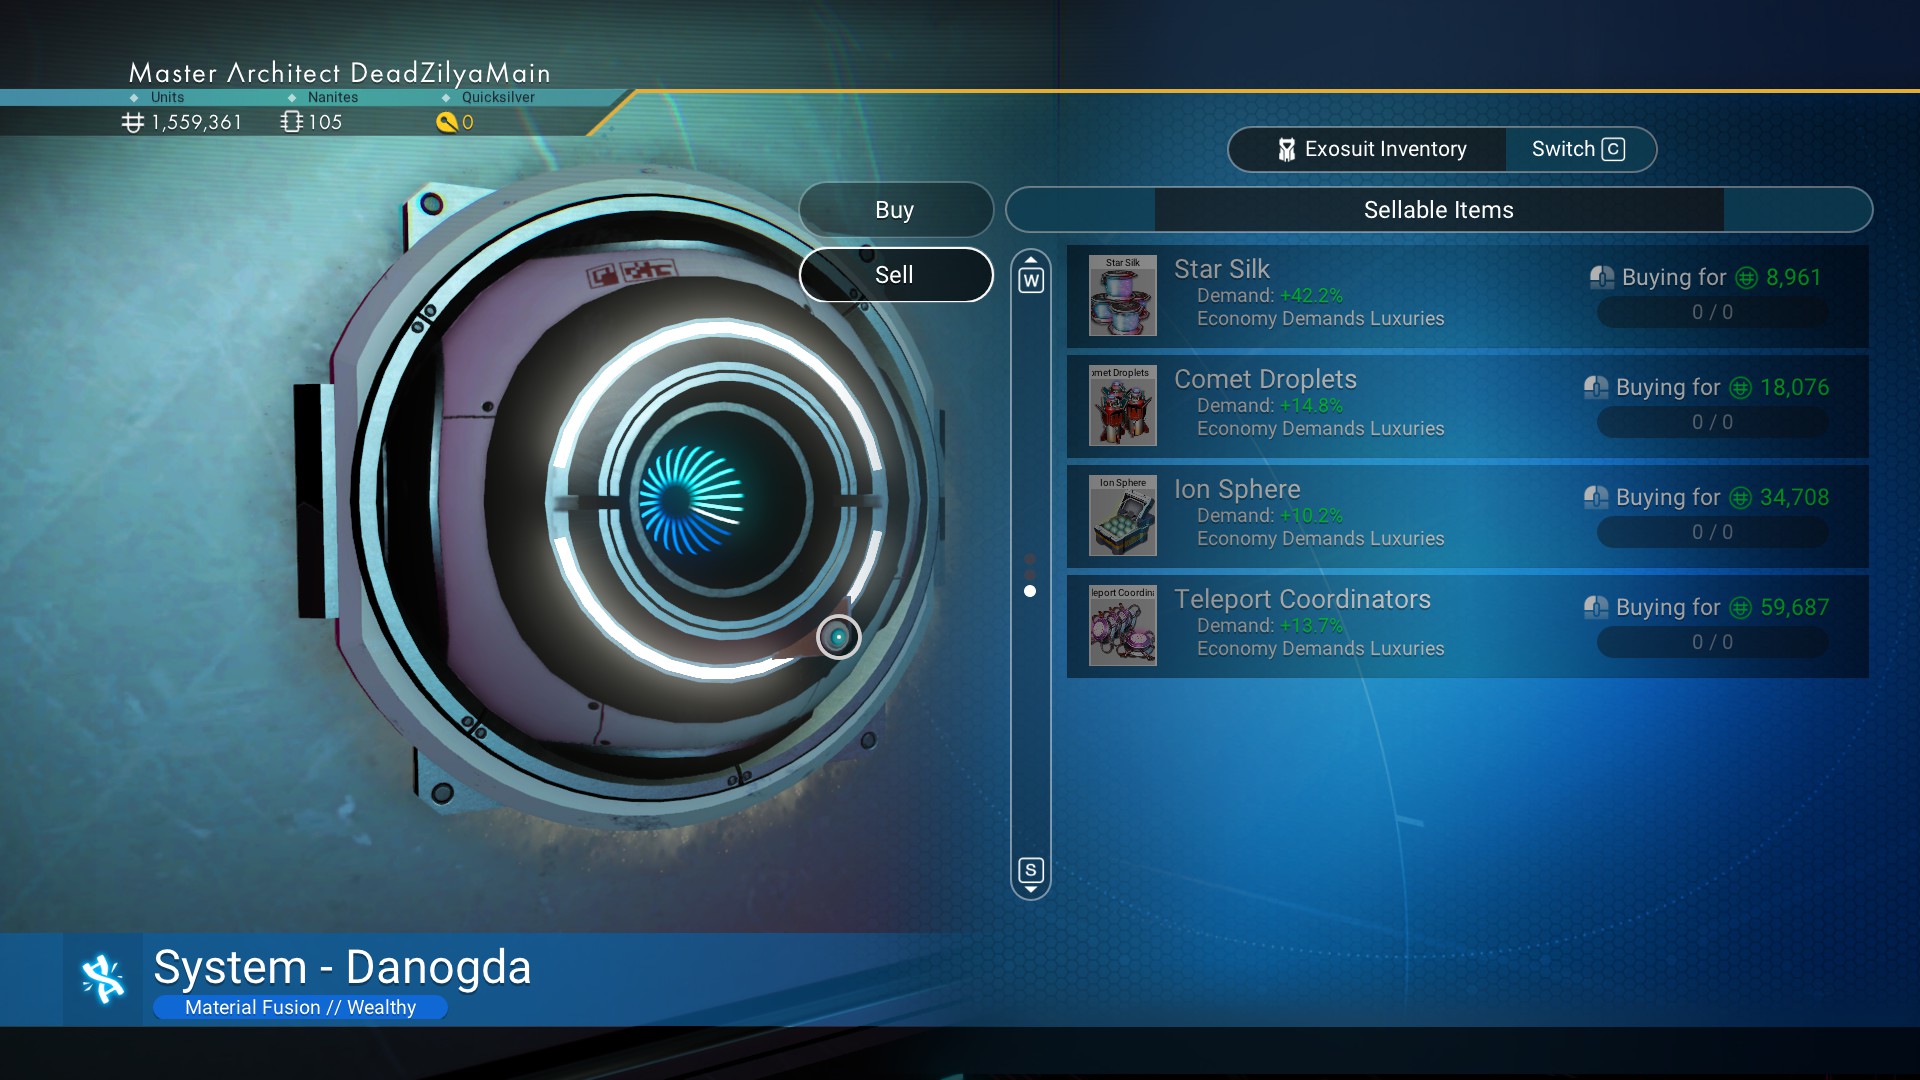 Master Architect DeadZilyaMain
Units Nanites Quicksilver
1,559,361 105 0
Exosuit Inventory Switch C
Buy
Sell
Sellable Items
W
Star Silk
Star Silk
Demand: +42.2%
Economy Demands Luxuries
Buying for 8,961
0 / 0
omet Droplets
Comet Droplets
Demand: +14.8%
Economy Demands Luxuries
Buying for 18,076
0 / 0
Ion Sphere
Ion Sphere
Demand: +10.2%
Economy Demands Luxuries
Buying for 34,708
0 / 0
leport Coordin
Teleport Coordinators
Demand: +13.7%
Economy Demands Luxuries
Buying for 59,687
0 / 0
S
System - Danogda
Material Fusion // Wealthy